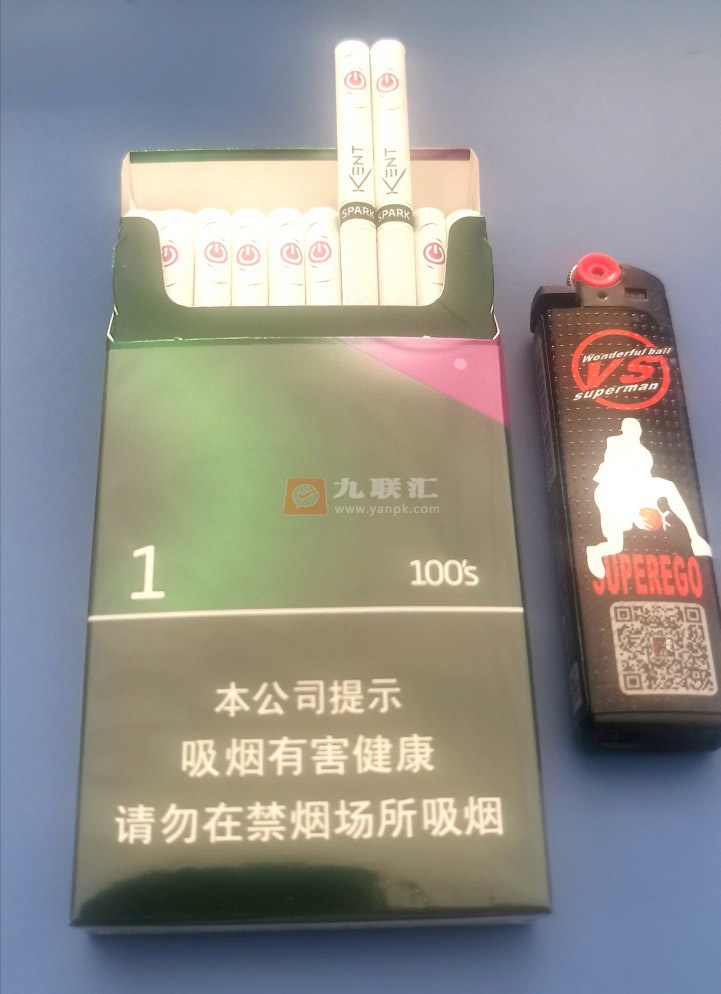 KENT
KENT
SPARK
SPARK
Wonderful ball
VS
superman
九联汇
www.yanpk.com
1
100's
SUPEREGO
本公司提示
吸烟有害健康
请勿在禁烟场所吸烟